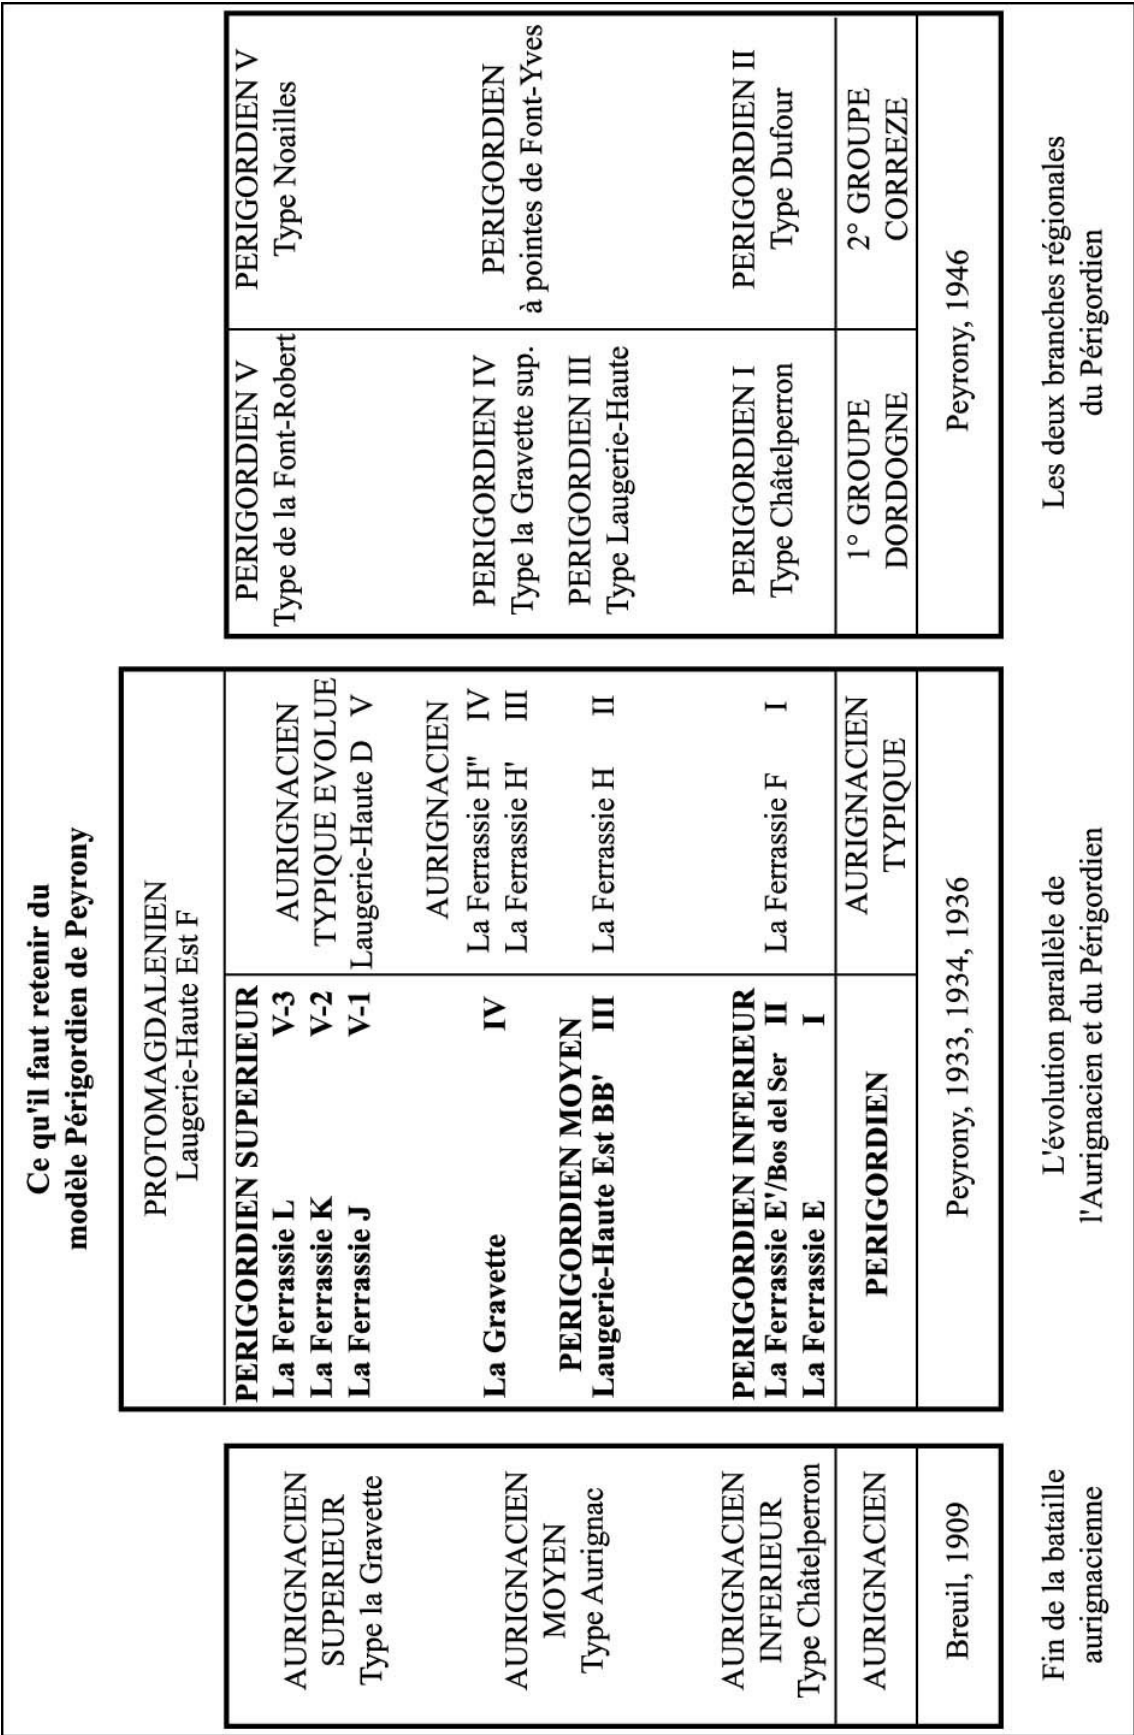 Ce qu'il faut retenir du
modèle Périgordien de Peyrony
AURIGNACIEN
SUPERIEUR
Type la Gravette
AURIGNACIEN
MOYEN
Type Aurignac
AURIGNACIEN
INFERIEUR
Type Châtelperron
AURIGNACIEN
Breuil, 1909
Fin de la bataille
aurignacienne
PROTOMAGDALENIEN
Laugerie-Haute Est F
PERIGORDIEN SUPERIEUR
La Ferrassie L V-3
La Ferrassie K V-2
La Ferrassie J V-1
La Gravette IV
PERIGORDIEN MOYEN
Laugerie-Haute Est BB' III
PERIGORDIEN INFERIEUR
La Ferrassie E'/Bos del Ser II
La Ferrassie E I
PERIGORDIEN
AURIGNACIEN
TYPIQUE EVOLUE
Laugerie-Haute D V
AURIGNACIEN
La Ferrassie H" IV
La Ferrassie H' III
La Ferrassie H II
La Ferrassie F I
AURIGNACIEN
TYPIQUE
Peyrony, 1933, 1934, 1936
L'évolution parallèle de
l'Aurignacien et du Périgordien
PERIGORDIEN V
Type de la Font-Robert
PERIGORDIEN IV
Type la Gravette sup.
PERIGORDIEN III
Type Laugerie-Haute
PERIGORDIEN I
Type Châtelperron
1° GROUPE
DORDOGNE
PERIGORDIEN V
Type Noailles
PERIGORDIEN
à pointes de Font-Yves
PERIGORDIEN II
Type Dufour
2° GROUPE
CORREZE
Peyrony, 1946
Les deux branches régionales
du Périgordien